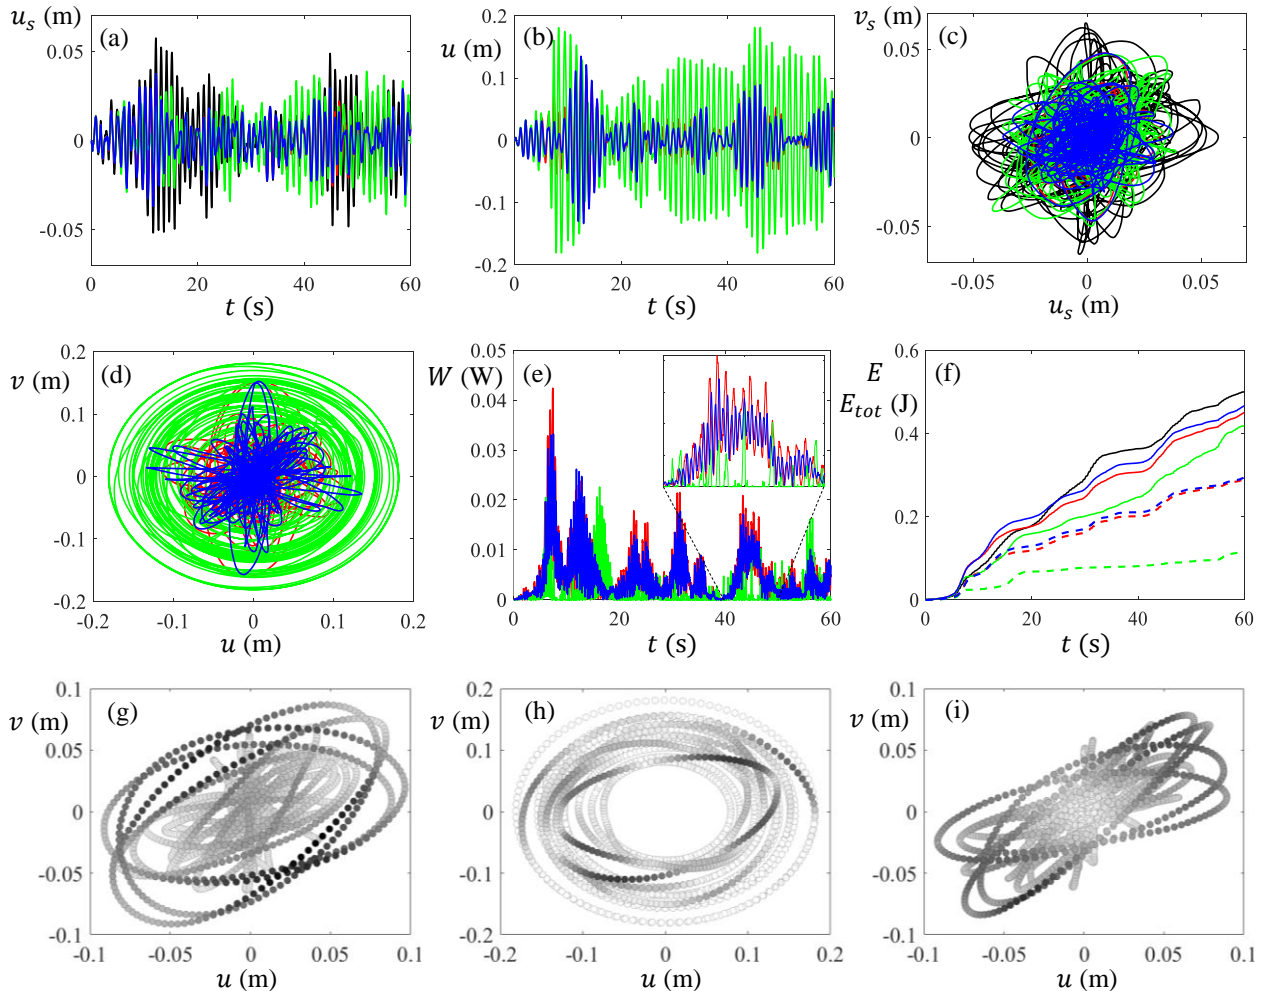 u_s (m)
(a)
0.05
0
-0.05
0
20
40
60
t (s)
0.2
u (m)
(b)
0.1
0
-0.1
-0.2
0
20
40
60
t (s)
v_s (m)
(c)
0.05
0
-0.05
-0.05
0
0.05
u_s (m)
0.2
v (m)
(d)
0.1
0
-0.1
-0.2
-0.2
-0.1
0
0.1
0.2
u (m)
0.05
W (W)
(e)
0.04
0.03
0.02
0.01
0
0
20
40
60
t (s)
0.6
E
(f)
E_tot (J)
0.4
0.2
0
0
20
40
60
t (s)
0.1
v (m)
(g)
0.05
0
-0.05
-0.1
-0.1
-0.05
0
0.05
0.1
u (m)
0.2
v (m)
(h)
0.1
0
-0.1
-0.2
-0.2
-0.1
0
0.1
0.2
u (m)
0.1
v (m)
(i)
0.05
0
-0.05
-0.1
-0.1
-0.05
0
0.05
0.1
u (m)